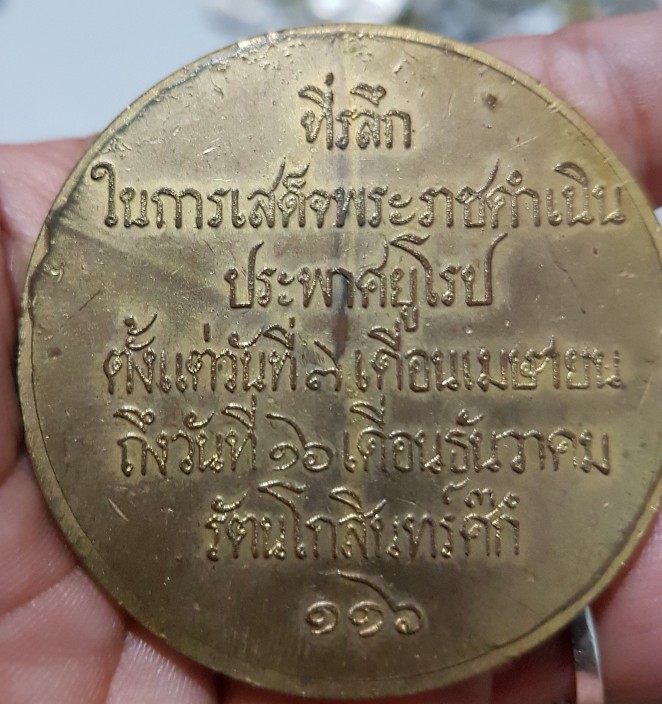 ที่รลึก
ในการเสด็จพระราชดำเนิน
ประพาศยูโรป
ตั้งแต่วันที่ ๗ เดือนเมษายน
ถึงวันที่ ๑๖ เดือนธันวาคม
รัตนโกสินทร์ศ๊ก
๑๑๖